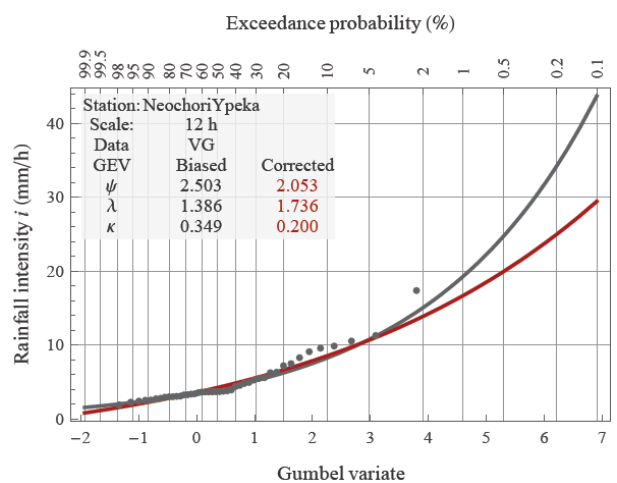 Exceedance probability (%)
99.9 99.5 98 95 90 80 70 60 50 40 30 20 10 5 2 1 0.5 0.2 0.1
Station: NeochoriYpeka
Scale: 12 h
Data VG
GEV Biased Corrected
ψ 2.503 2.053
λ 1.386 1.736
κ 0.349 0.200
Rainfall intensity i (mm/h)
40
30
20
10
0
−2 −1 0 1 2 3 4 5 6 7
Gumbel variate